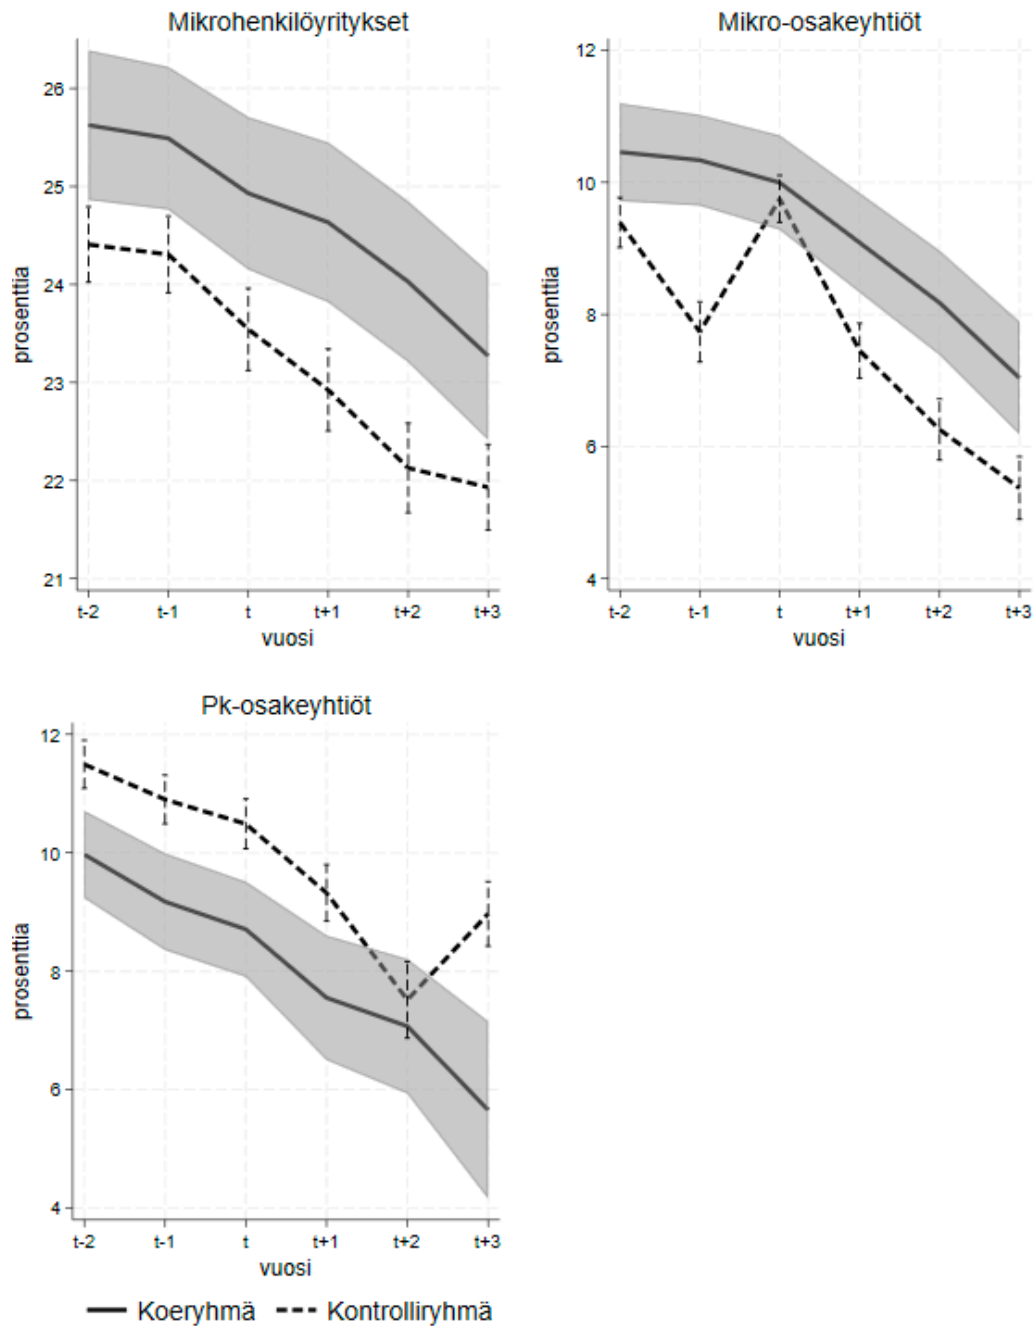 Mikrohenkilöyritykset
26
25
24
23
22
21
prosenttia
t-2 t-1 t t+1 t+2 t+3
vuosi
Mikro-osakeyhtiöt
12
10
8
6
4
prosenttia
t-2 t-1 t t+1 t+2 t+3
vuosi
Pk-osakeyhtiöt
12
10
8
6
4
prosenttia
t-2 t-1 t t+1 t+2 t+3
vuosi
Koeryhmä Kontrolliryhmä